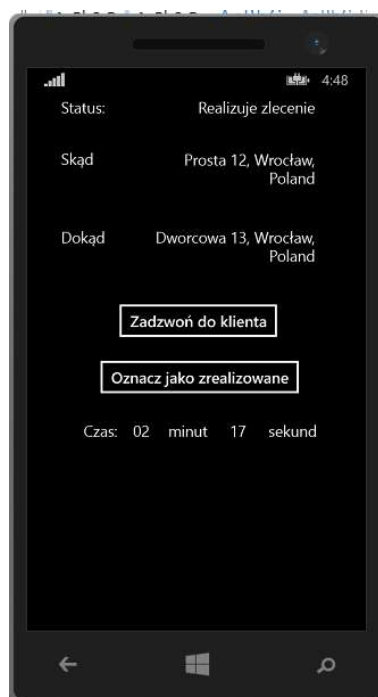 4:48
Status: Realizuje zlecenie
Skąd Prosta 12, Wrocław,
Poland
Dokąd Dworcowa 13, Wrocław,
Poland
Zadzwoń do klienta
Oznacz jako zrealizowane
Czas: 02 minut 17 sekund